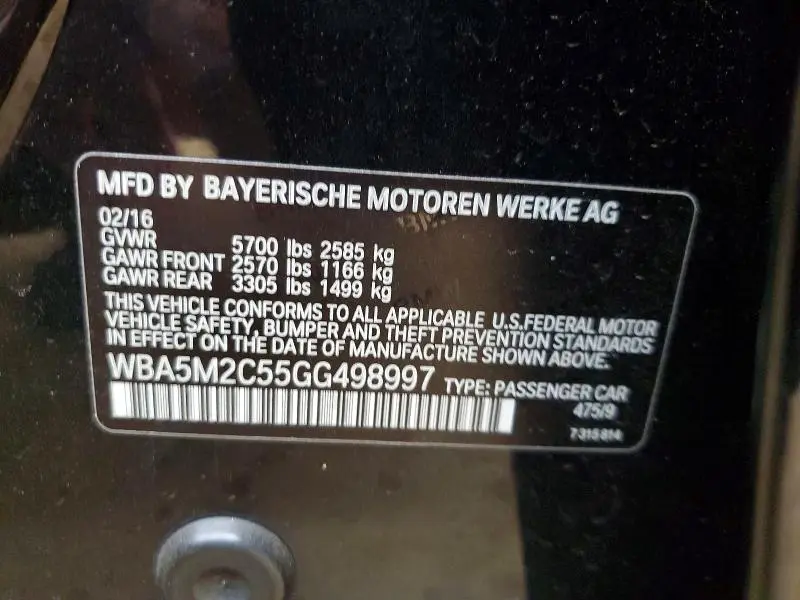 MFD BY BAYERISCHE MOTOREN WERKE AG
02/16
GVWR 5700 lbs 2585 kg
GAWR FRONT 2570 lbs 1166 kg
GAWR REAR 3305 lbs 1499 kg
THIS VEHICLE CONFORMS TO ALL APPLICABLE U.S.FEDERAL MOTOR
VEHICLE SAFETY, BUMPER AND THEFT PREVENTION STANDARDS
IN EFFECT ON THE DATE OF MANUFACTURE SHOWN ABOVE.
WBA5M2C55GG498997 TYPE: PASSENGER CAR
475/9
7315814